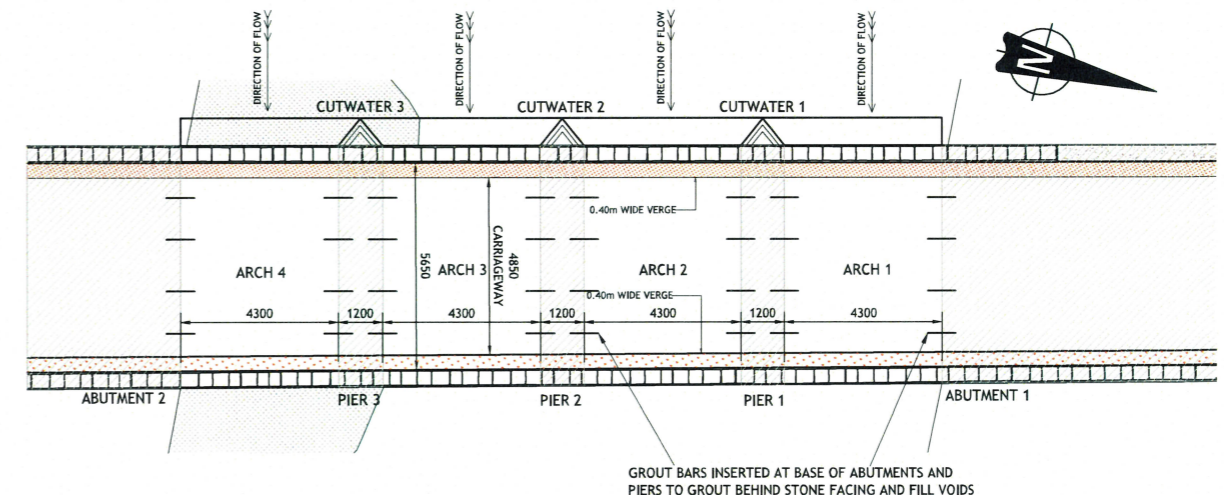 DIRECTION OF FLOW
DIRECTION OF FLOW
DIRECTION OF FLOW
DIRECTION OF FLOW
N
CUTWATER 3
CUTWATER 2
CUTWATER 1
0.40m WIDE VERGE
5650
4850
CARRIAGEWAY
ARCH 4
ARCH 3
ARCH 2
ARCH 1
0.40m WIDE VERGE
4300
1200
4300
1200
4300
1200
4300
ABUTMENT 2
PIER 3
PIER 2
PIER 1
ABUTMENT 1
GROUT BARS INSERTED AT BASE OF ABUTMENTS AND
PIERS TO GROUT BEHIND STONE FACING AND FILL VOIDS